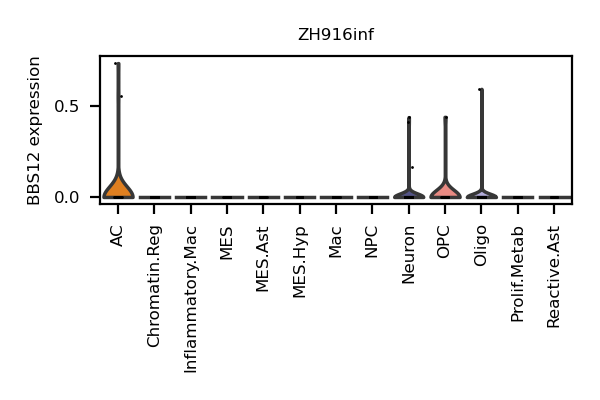 ZH916inf
BBS12 expression
0.5
0.0
AC
Chromatin.Reg
Inflammatory.Mac
MES
MES.Ast
MES.Hyp
Mac
NPC
Neuron
OPC
Oligo
Prolif.Metab
Reactive.Ast